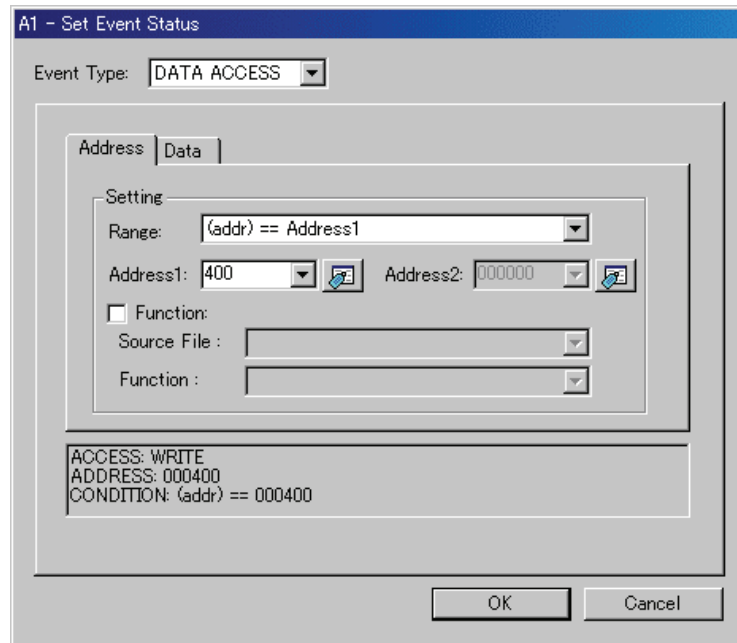 A1 - Set Event Status
Event Type: DATA ACCESS
Address Data
Setting
Range: (addr) == Address1
Address1: 400 Address2: 000000
Function:
Source File :
Function :
ACCESS: WRITE
ADDRESS: 000400
CONDITION: (addr) == 000400
OK Cancel